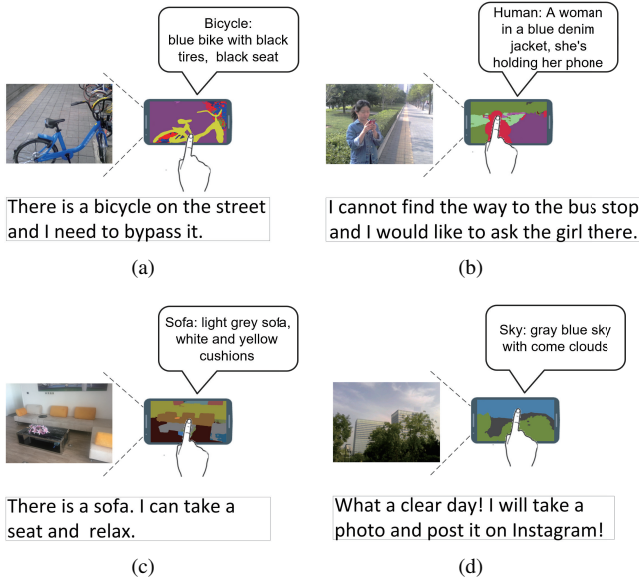 Bicycle:
blue bike with black
tires, black seat
There is a bicycle on the street
and I need to bypass it.
(a)
Human: A woman
in a blue denim
jacket, she's
holding her phone
I cannot find the way to the bus stop
and I would like to ask the girl there.
(b)
Sofa: light grey sofa,
white and yellow
cushions
There is a sofa. I can take a
seat and relax.
(c)
Sky: gray blue sky
with come clouds
What a clear day! I will take a
photo and post it on Instagram!
(d)